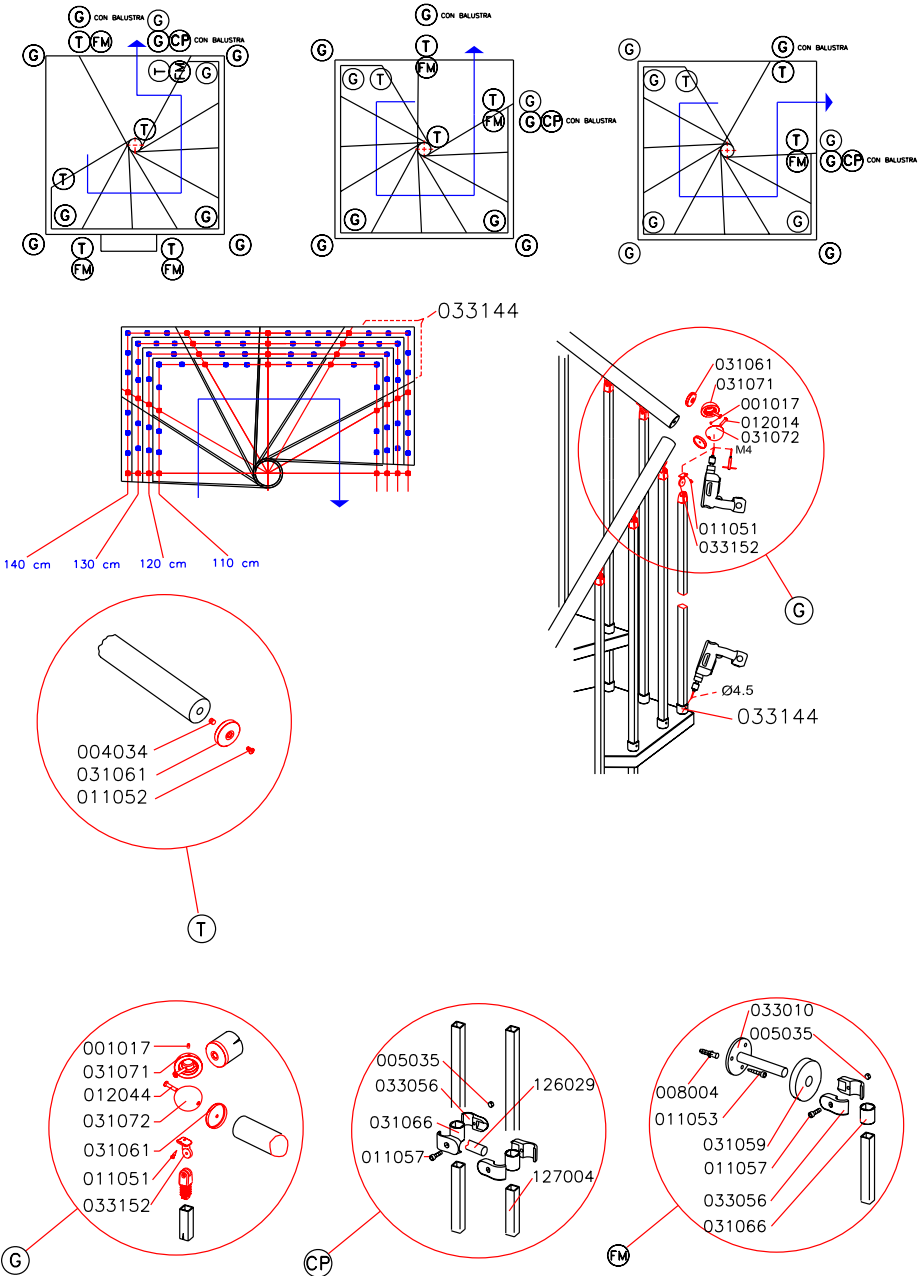 G CON BALUSTRA G
T FM G CP CON BALUSTRA
G G
T FM G
T
T
G G
G G
T T
FM FM
G CON BALUSTRA
G T
FM
G T
T G
FM G CP CON BALUSTRA
T
G G
G G
G CON BALUSTRA
G T
G T
T G
FM G CP CON BALUSTRA
G G
G G
033144
140 cm 130 cm 120 cm 110 cm
031061
031071
001017
012014
031072
M4
011051
033152
G
Ø4.5
033144
004034
031061
011052
T
001017
031071
012044
031072
031061
011051
033152
G
005035
033056
126029
031066
011057
127004
CP
033010
005035
008004
011053
031059
011057
033056
031066
FM